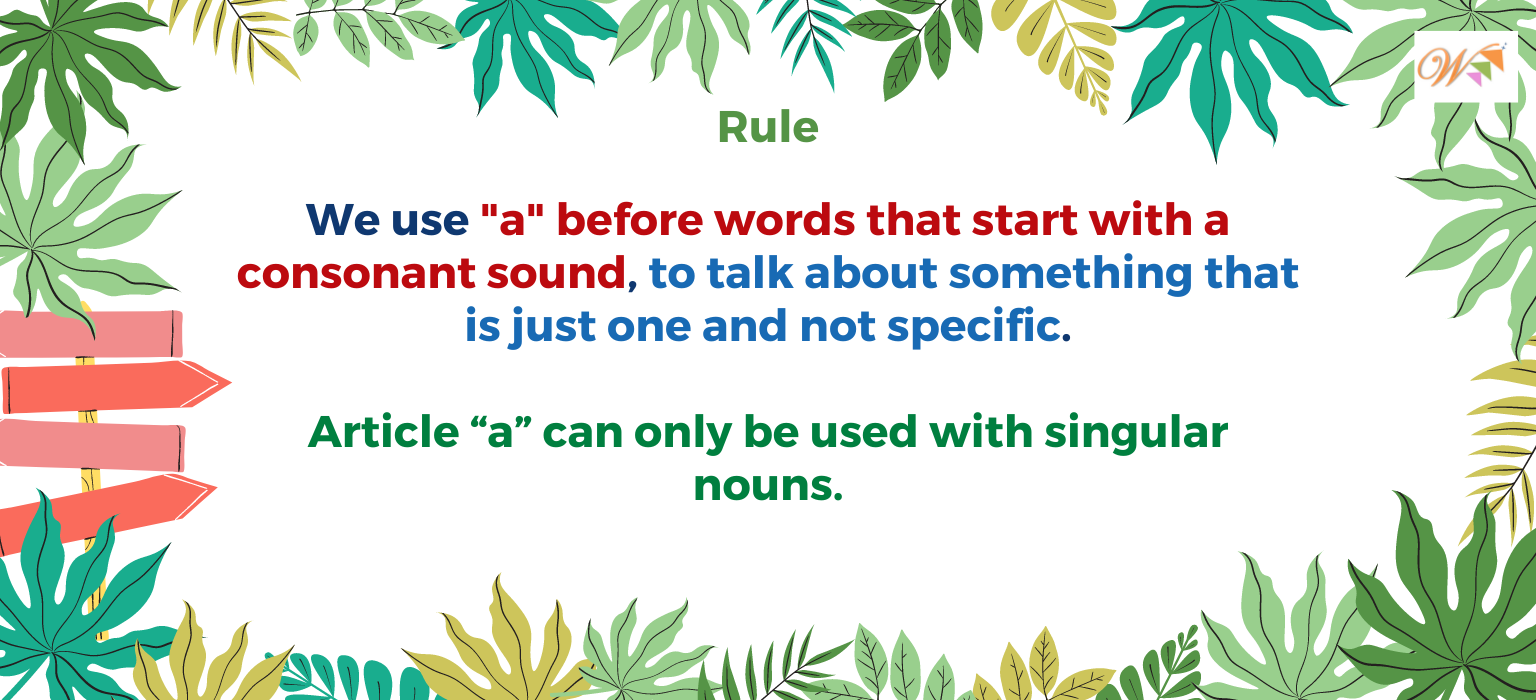 W
Rule
We use "a" before words that start with a
consonant sound, to talk about something that
is just one and not specific.
Article “a” can only be used with singular
nouns.